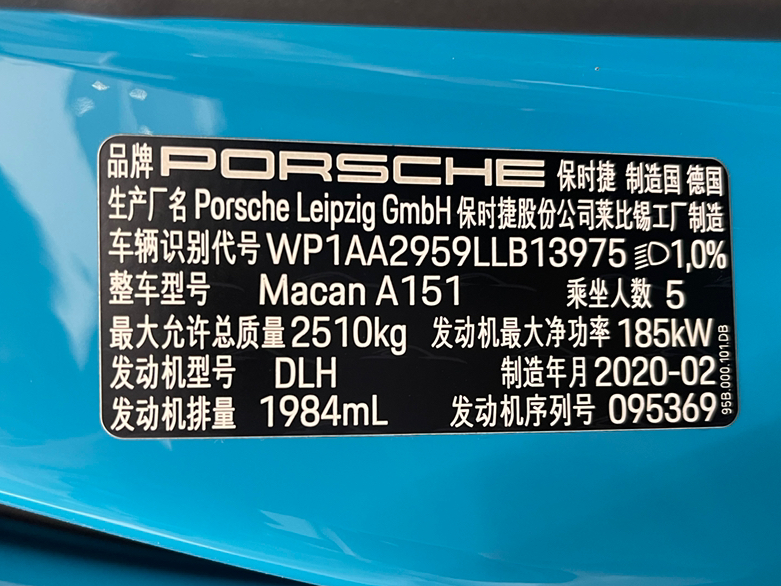 品牌 PORSCHE 保时捷 制造国 德国
生产厂名 Porsche Leipzig GmbH 保时捷股份公司莱比锡工厂制造
车辆识别代号 WP1AA2959LLB13975 1,0%
整车型号 Macan A151 乘坐人数 5
最大允许总质量 2510kg 发动机最大净功率 185kW
发动机型号 DLH 制造年月 2020-02
发动机排量 1984mL 发动机序列号 095369
95B.000.101.DB